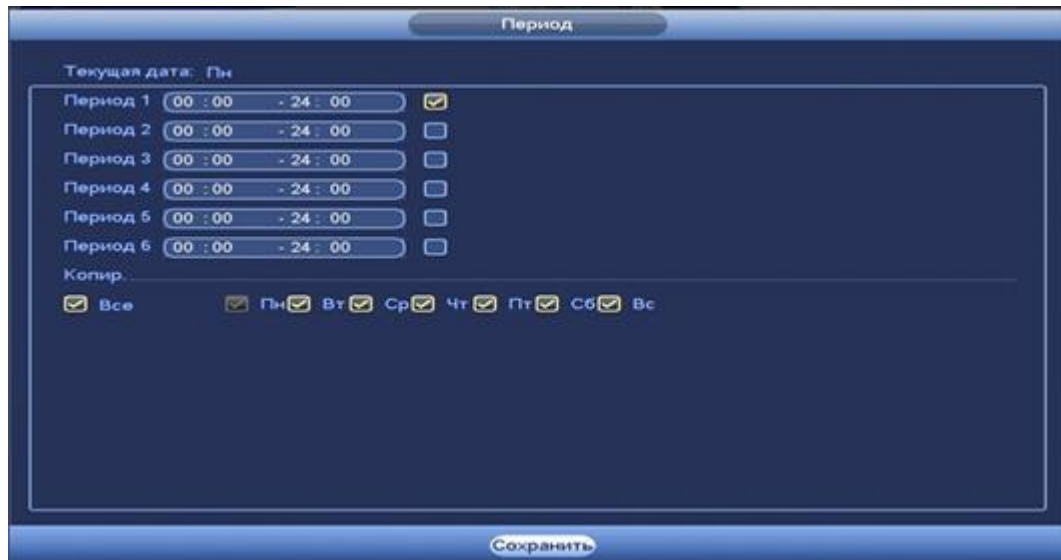 Период
Текущая дата: Пн
Период 1 00 : 00 - 24 : 00
Период 2 00 : 00 - 24 : 00
Период 3 00 : 00 - 24 : 00
Период 4 00 : 00 - 24 : 00
Период 5 00 : 00 - 24 : 00
Период 6 00 : 00 - 24 : 00
Копир.
Все Пн Вт Ср Чт Пт Сб Вс
Сохранить